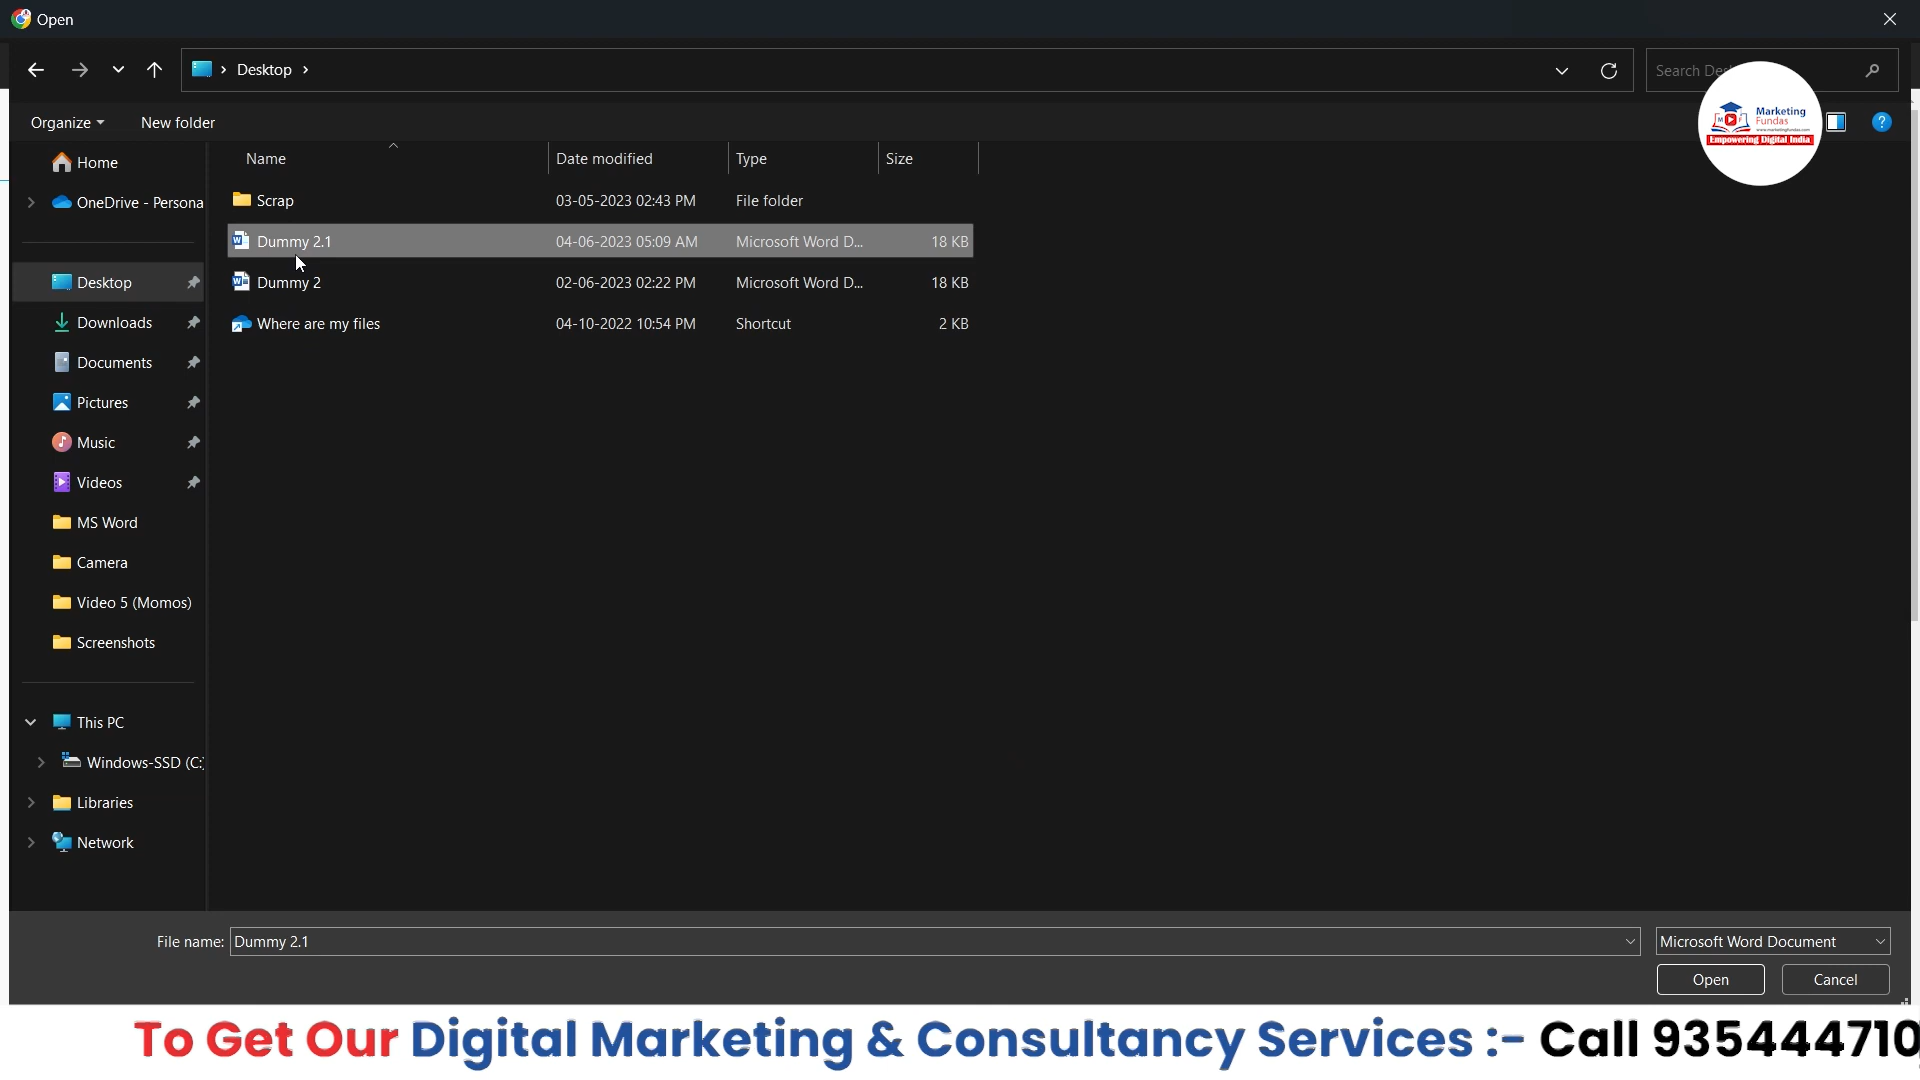 Open
Desktop
Search Des
Organize
New folder
Marketing
Fundas
www.marketingfundas.com
Empowering Digital India
Name
Date modified
Type
Size
Home
OneDrive - Persona
Desktop
Downloads
Documents
Pictures
Music
Videos
MS Word
Camera
Video 5 (Momos)
Screenshots
This PC
Windows-SSD (C:)
Libraries
Network
Scrap 03-05-2023 02:43 PM File folder
Dummy 2.1 04-06-2023 05:09 AM Microsoft Word D... 18 KB
Dummy 2 02-06-2023 02:22 PM Microsoft Word D... 18 KB
Where are my files 04-10-2022 10:54 PM Shortcut 2 KB
File name: Dummy 2.1
Microsoft Word Document
Open
Cancel
To Get Our Digital Marketing & Consultancy Services :- Call 935444710